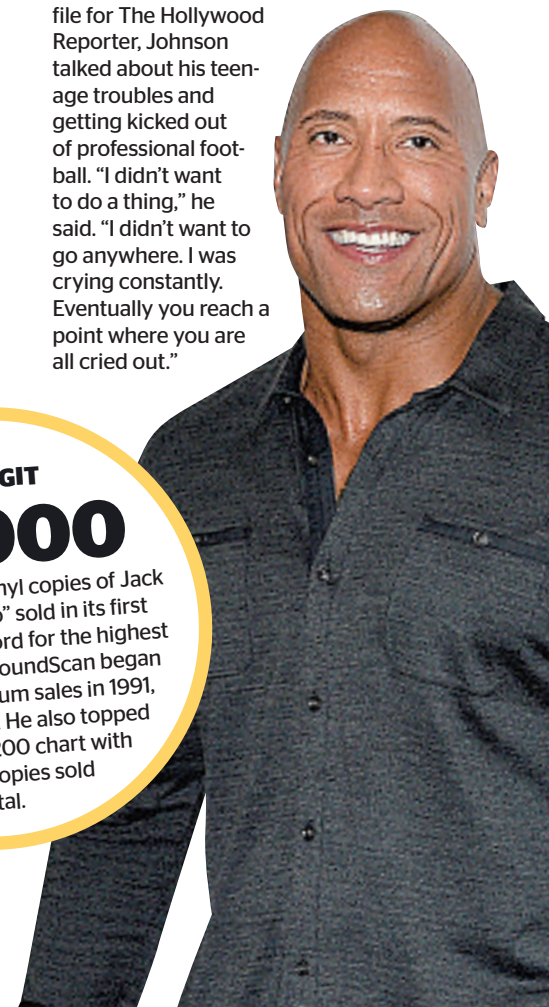 file for The Hollywood
Reporter, Johnson
talked about his teen-
age troubles and
getting kicked out
of professional foot-
ball. “I didn’t want
to do a thing,” he
said. “I didn’t want to
go anywhere. I was
crying constantly.
Eventually you reach a
point where you are
all cried out.”
GIT
000
nyl copies of Jack
” sold in its first
ord for the highest
oundScan began
um sales in 1991,
. He also topped
200 chart with
opies sold
tal.